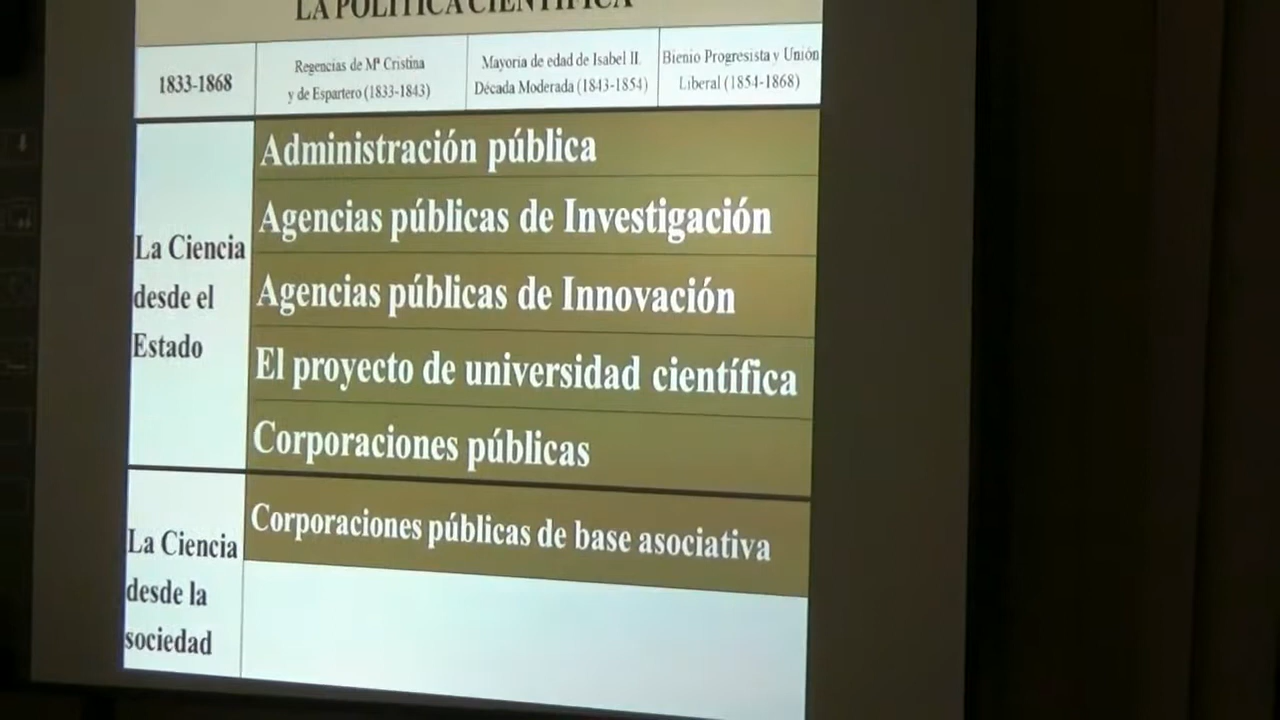 LA POLÍTICA CIENTÍFICA
1833-1868
Regencias de Mª Cristina
y de Espartero (1833-1843)
Mayoría de edad de Isabel II.
Década Moderada (1843-1854)
Bienio Progresista y Unión
Liberal (1854-1868)
La Ciencia
desde el
Estado
Administración pública
Agencias públicas de Investigación
Agencias públicas de Innovación
El proyecto de universidad científica
Corporaciones públicas
La Ciencia
desde la
sociedad
Corporaciones públicas de base asociativa